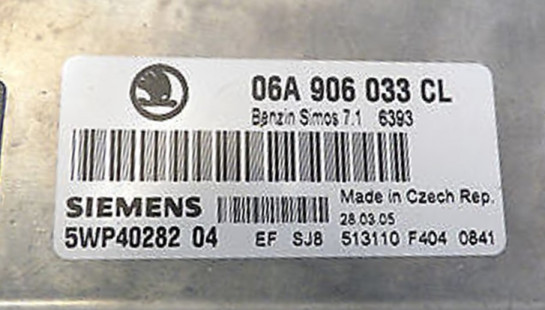 06A 906 033 CL
Benzin Simos 7.1 6393
SIEMENS
Made in Czech Rep.
28.03.05
5WP40282 04 EF SJ8 513110 F404 0841